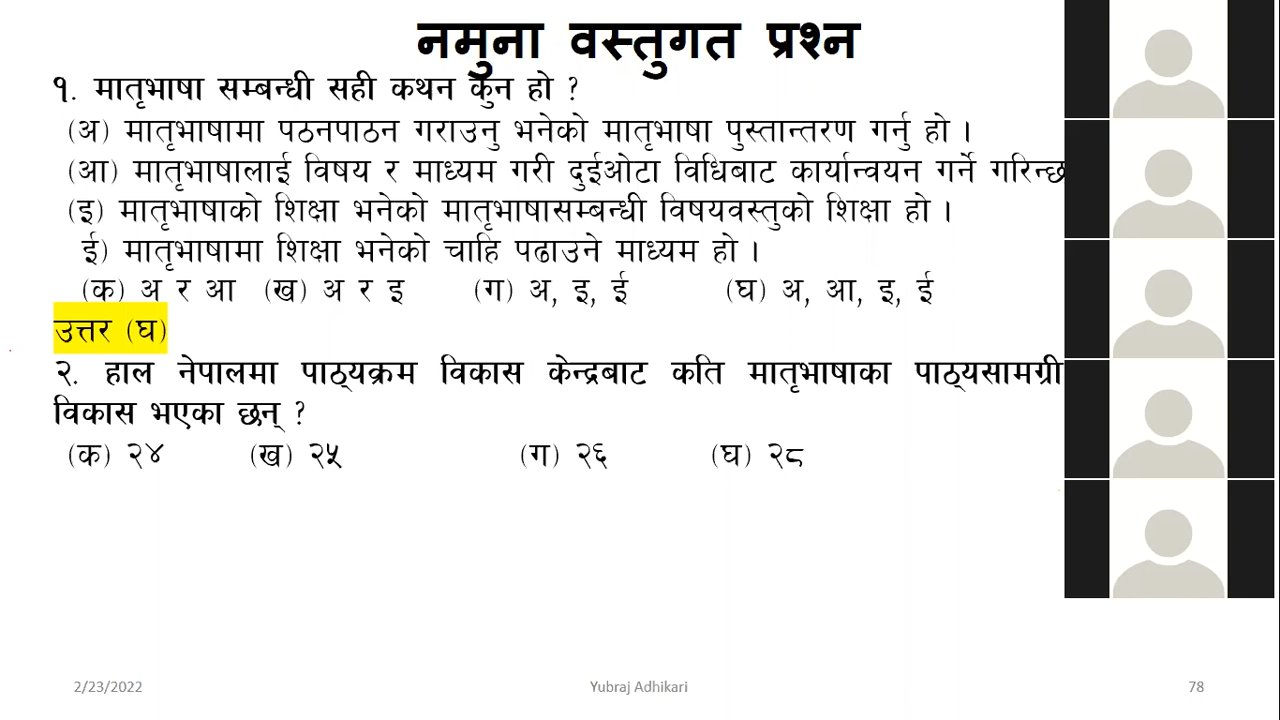 नमुना वस्तुगत प्रश्न
१. मातृभाषा सम्बन्धी सही कथन कुन हो ?
(अ) मातृभाषामा पठनपाठन गराउनु भनेको मातृभाषा पुस्तान्तरण गर्नु हो ।
(आ) मातृभाषालाई विषय र माध्यम गरी दुईओटा विधिबाट कार्यान्वयन गर्ने गरिन्छ
(इ) मातृभाषाको शिक्षा भनेको मातृभाषासम्बन्धी विषयवस्तुको शिक्षा हो ।
ई) मातृभाषामा शिक्षा भनेको चाहि पढाउने माध्यम हो ।
(क) अ र आ (ख) अ र इ (ग) अ, इ, ई (घ) अ, आ, इ, ई
उत्तर (घ)
२. हाल नेपालमा पाठ्यक्रम विकास केन्द्रबाट कति मातृभाषाका पाठ्यसामग्री
विकास भएका छन् ?
(क) २४ (ख) २५ (ग) २६ (घ) २८
2/23/2022 Yubraj Adhikari 78